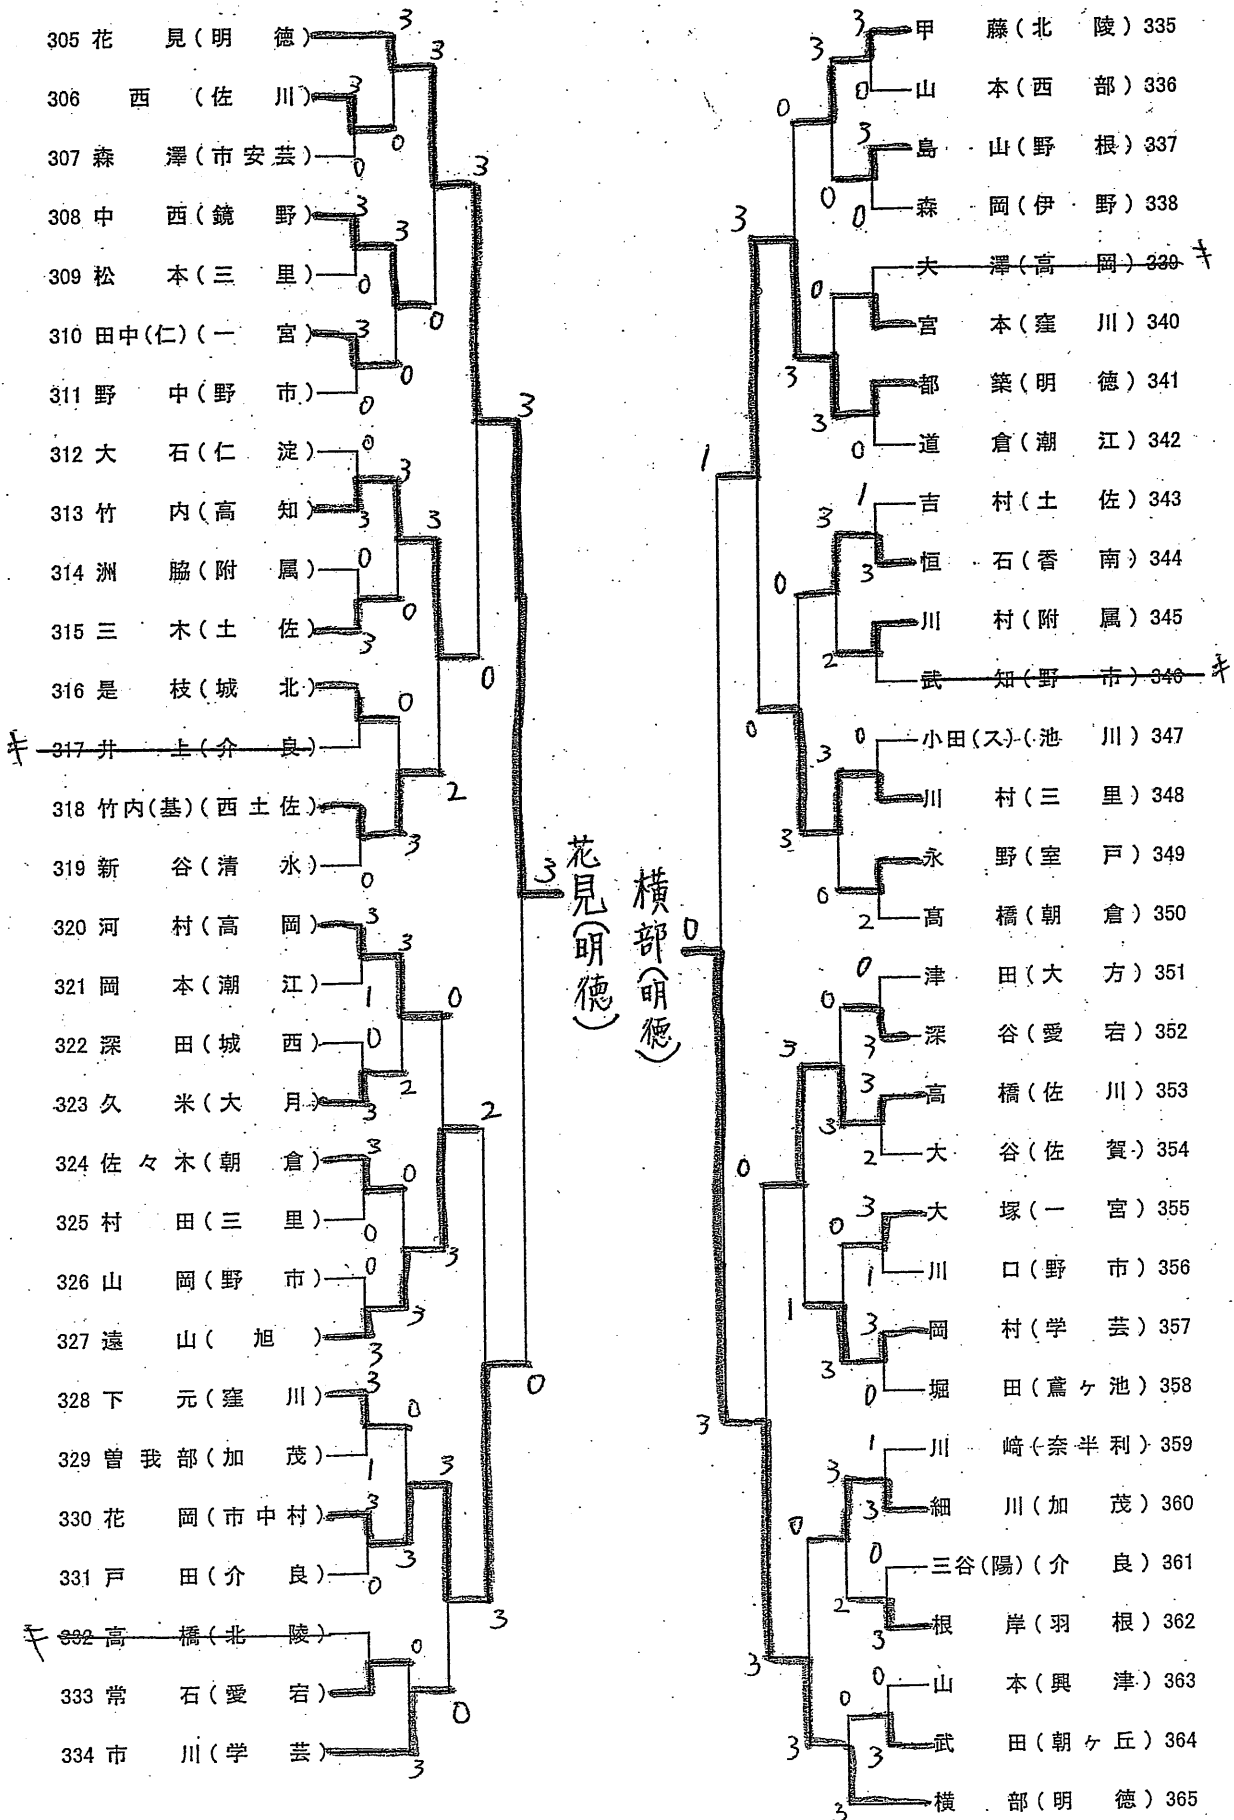 305 花見(明徳)
306 西(佐川)
307 森澤(市安芸)
308 中西(鏡野)
309 松本(三里)
310 田中(仁)(一宮)
311 野中(野市)
312 大石(仁淀)
313 竹内(高知)
314 洲脇(附属)
315 三木(土佐)
316 是枝(城北)
キ 317 井上(介良)
318 竹内(基)(西土佐)
319 新谷(清水)
320 河村(高岡)
321 岡本(潮江)
322 深田(城西)
323 久米(大月)
324 佐々木(朝倉)
325 村田(三里)
326 山岡(野市)
327 遠山(旭)
328 下元(窪川)
329 曽我部(加茂)
330 花岡(市中村)
331 戸田(介良)
キ 332 高橋(北陵)
333 常石(愛宕)
334 市川(学芸)
花見(明徳)
横部(明徳)
甲藤(北陵) 335
山本(西部) 336
島山(野根) 337
森岡(伊野) 338
大澤(高岡) 339 キ
宮本(窪川) 340
都築(明徳) 341
道倉(潮江) 342
吉村(土佐) 343
恒石(香南) 344
川村(附属) 345
武知(野市) 346 キ
小田(ス)(池川) 347
川村(三里) 348
永野(室戸) 349
髙橋(朝倉) 350
津田(大方) 351
深谷(愛宕) 352
高橋(佐川) 353
大谷(佐賀) 354
大塚(一宮) 355
川口(野市) 356
岡村(学芸) 357
堀田(鳶ヶ池) 358
川﨑(奈半利) 359
細川(加茂) 360
三谷(陽)(介良) 361
根岸(羽根) 362
山本(興津) 363
武田(朝ヶ丘) 364
横部(明徳) 365